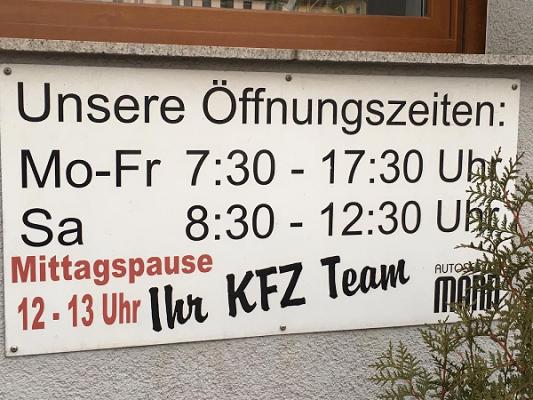 Unsere Öffnungszeiten:
Mo-Fr 7:30 - 17:30 Uhr
Sa 8:30 - 12:30 Uhr
Mittagspause
12 - 13 Uhr
Ihr KFZ Team
MANN